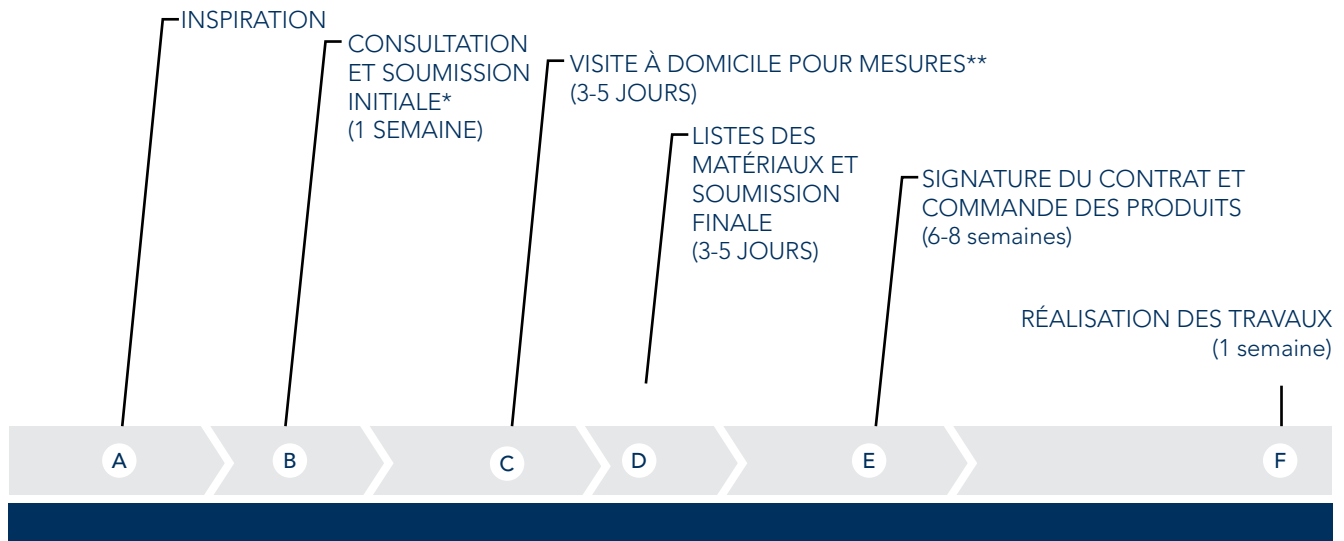 INSPIRATION
CONSULTATION
ET SOUMISSION
INITIALE*
(1 SEMAINE)
VISITE À DOMICILE POUR MESURES**
(3-5 JOURS)
LISTES DES
MATÉRIAUX ET
SOUMISSION
FINALE
(3-5 JOURS)
SIGNATURE DU CONTRAT ET
COMMANDE DES PRODUITS
(6-8 semaines)
RÉALISATION DES TRAVAUX
(1 semaine)
A
B
C
D
E
F